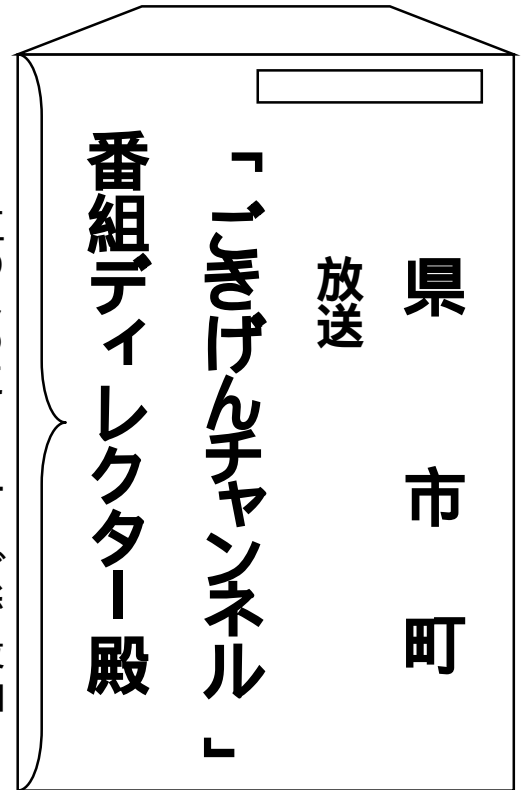 県　市　町
放送
「ごきげんチャンネル」
番組ディレクター殿